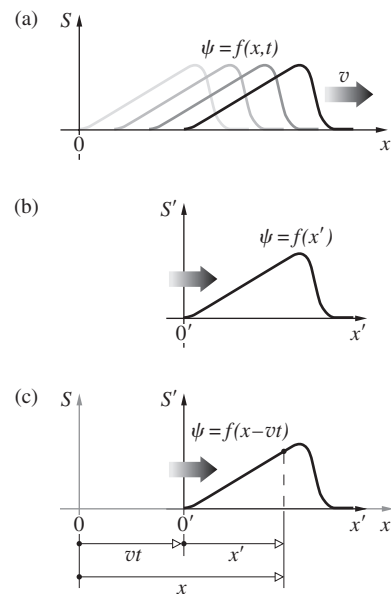 (a)
S
ψ = f(x,t)
v
0
x
(b)
S′
ψ = f(x′)
0′
x′
(c)
S
S′
ψ = f(x–vt)
0
0′
x′
x
vt
x′
x